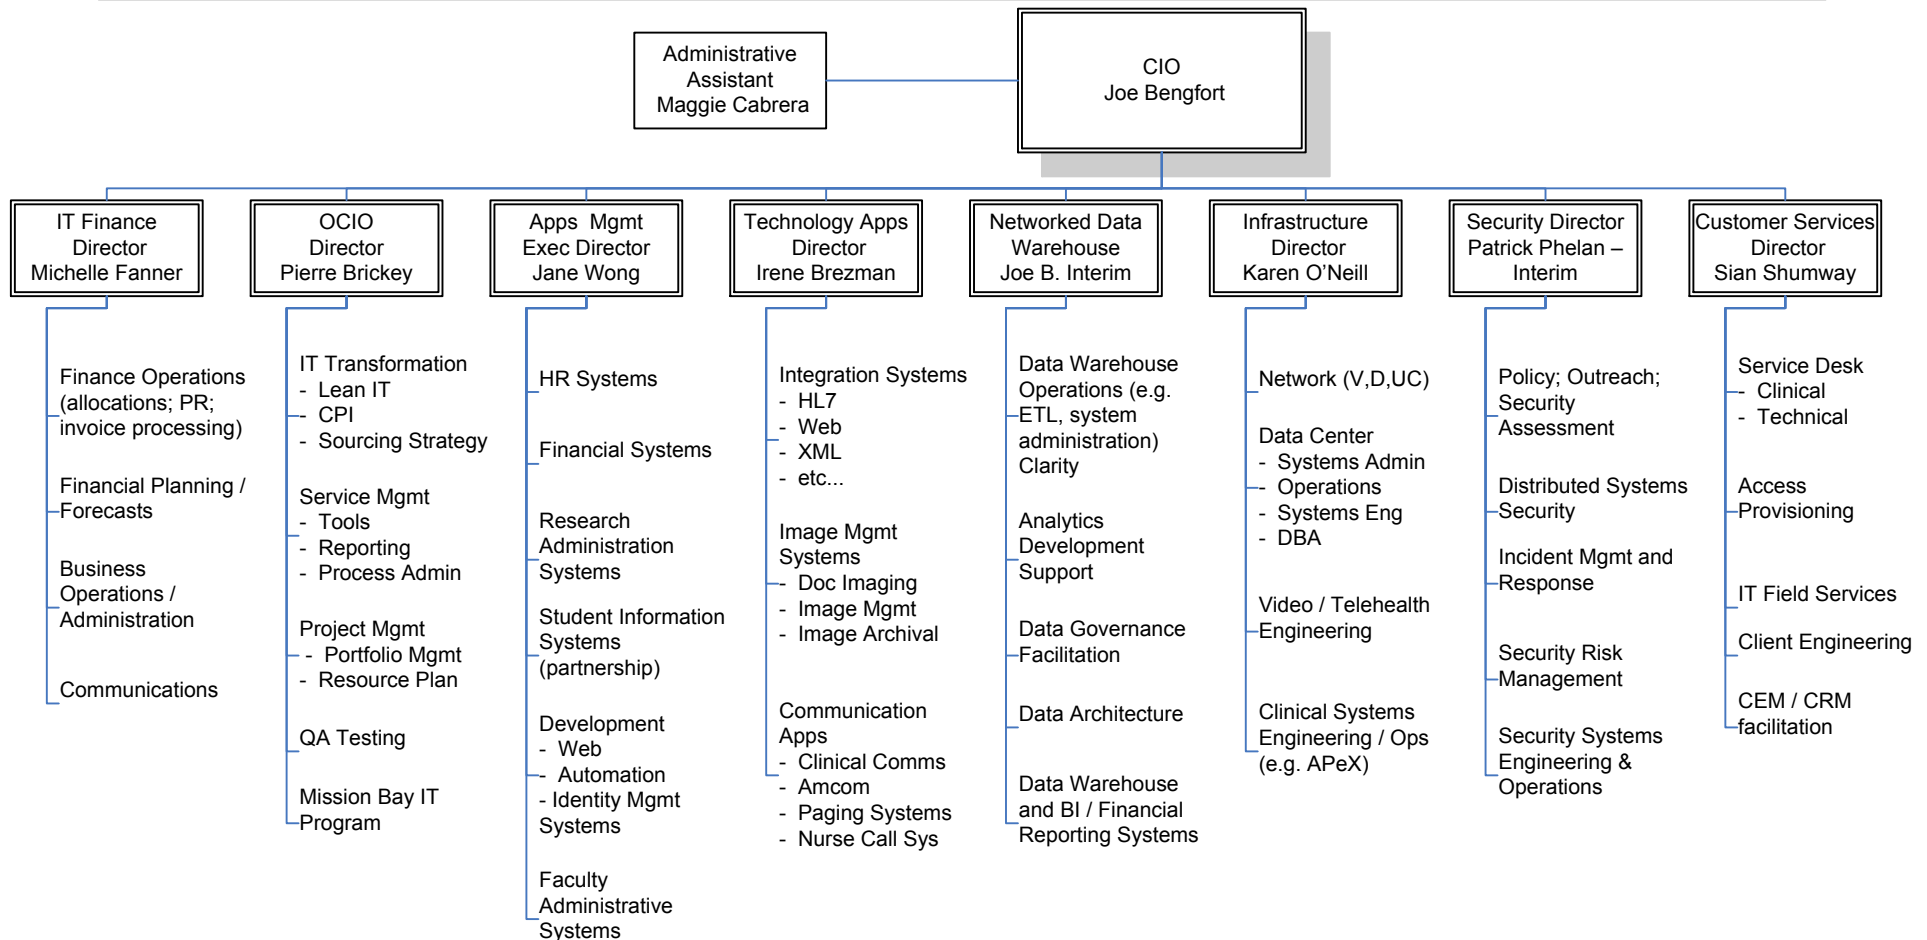 Administrative
Assistant
Maggie Cabrera
CIO
Joe Bengfort
IT Finance
Director
Michelle Fanner
OCIO
Director
Pierre Brickey
Apps  Mgmt
Exec Director
Jane Wong
Technology Apps
Director
Irene Brezman
Networked Data
Warehouse
Joe B. Interim
Infrastructure
Director
Karen O’Neill
Security Director
Patrick Phelan –
Interim
Customer Services
Director
Sian Shumway
Finance Operations
(allocations; PR;
invoice processing)
Financial Planning /
Forecasts
Business
Operations /
Administration
Communications
IT Transformation
- Lean IT
- CPI
- Sourcing Strategy
Service Mgmt
- Tools
- Reporting
- Process Admin
Project Mgmt
- Portfolio Mgmt
- Resource Plan
QA Testing
Mission Bay IT
Program
HR Systems
Financial Systems
Research
Administration
Systems
Student Information
Systems
(partnership)
Development
- Web
- Automation
- Identity Mgmt
Systems
Faculty
Administrative
Systems
Integration Systems
- HL7
- Web
- XML
- etc...
Image Mgmt
Systems
- Doc Imaging
- Image Mgmt
- Image Archival
Communication
Apps
- Clinical Comms
- Amcom
- Paging Systems
- Nurse Call Sys
Data Warehouse
Operations (e.g.
ETL, system
administration)
Clarity
Analytics
Development
Support
Data Governance
Facilitation
Data Architecture
Data Warehouse
and BI / Financial
Reporting Systems
Network (V,D,UC)
Data Center
- Systems Admin
- Operations
- Systems Eng
- DBA
Video / Telehealth
Engineering
Clinical Systems
Engineering / Ops
(e.g. APeX)
Policy; Outreach;
Security
Assessment
Distributed Systems
Security
Incident Mgmt and
Response
Security Risk
Management
Security Systems
Engineering &
Operations
Service Desk
- Clinical
- Technical
Access
Provisioning
IT Field Services
Client Engineering
CEM / CRM
facilitation